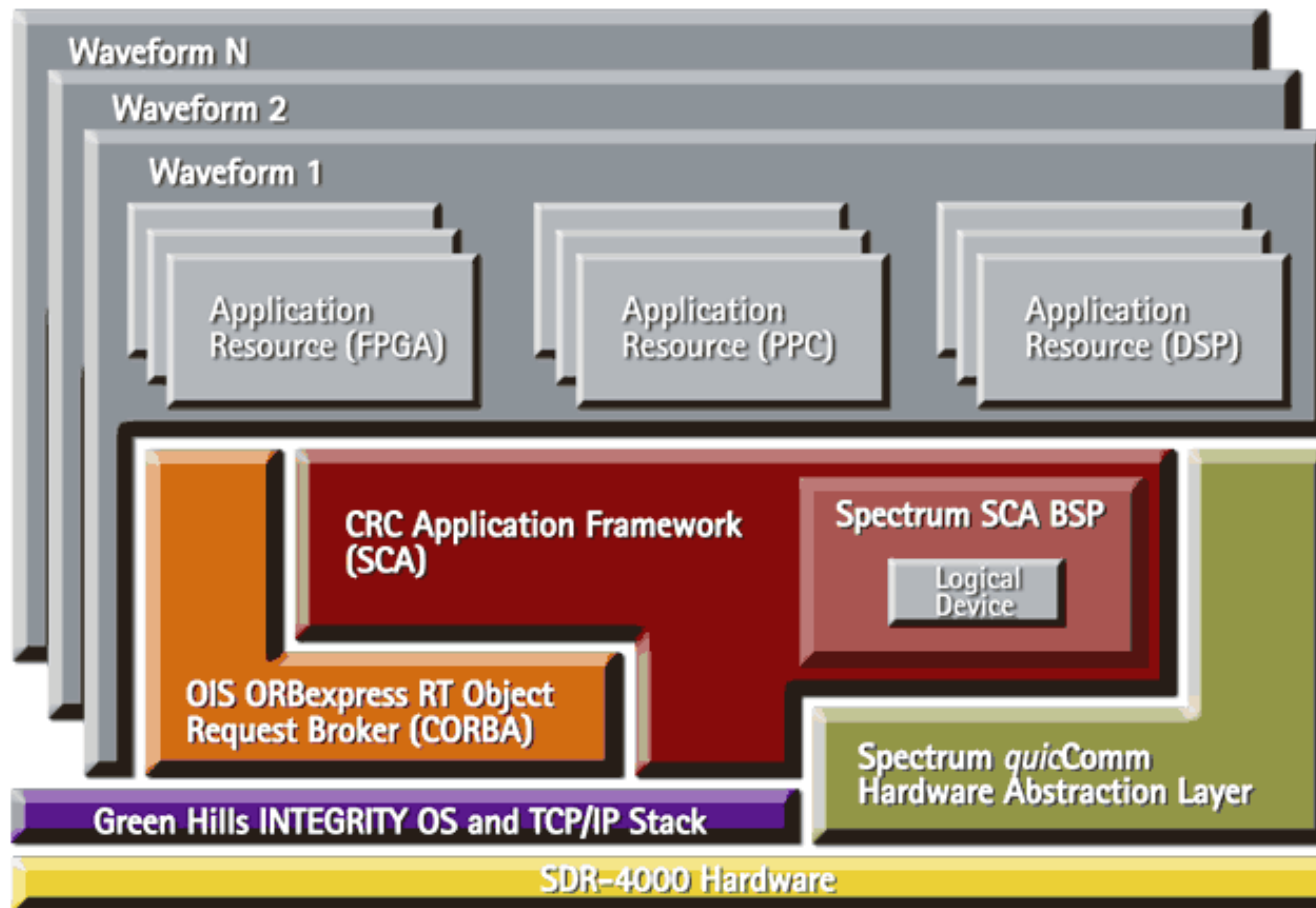 Waveform N
Waveform 2
Waveform 1
Application
Resource (FPGA)
Application
Resource (PPC)
Application
Resource (DSP)
CRC Application Framework
(SCA)
Spectrum SCA BSP
Logical
Device
OIS ORBexpress RT Object
Request Broker (CORBA)
Spectrum quicComm
Hardware Abstraction Layer
Green Hills INTEGRITY OS and TCP/IP Stack
SDR-4000 Hardware